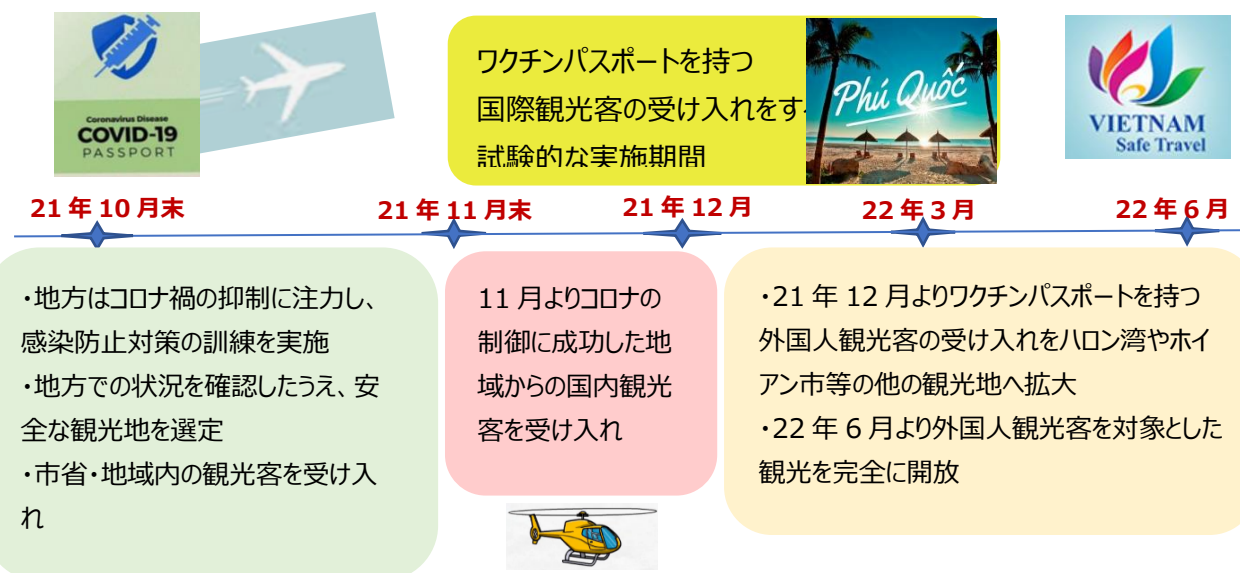 Coronavirus Disease
COVID-19
PASSPORT
ワクチンパスポートを持つ
国際観光客の受け入れをす
試験的な実施期間
Phú Quốc
VIETNAM
Safe Travel
21年10月末
21年11月末
21年12月
22年3月
22年6月
・地方はコロナ禍の抑制に注力し、
感染防止対策の訓練を実施
・地方での状況を確認したうえ、安
全な観光地を選定
・市省・地域内の観光客を受け入
れ
11月よりコロナの
制御に成功した地
域からの国内観光
客を受け入れ
・21年12月よりワクチンパスポートを持つ
外国人観光客の受け入れをハロン湾やホイ
アン市等の他の観光地へ拡大
・22年6月より外国人観光客を対象とした
観光を完全に開放